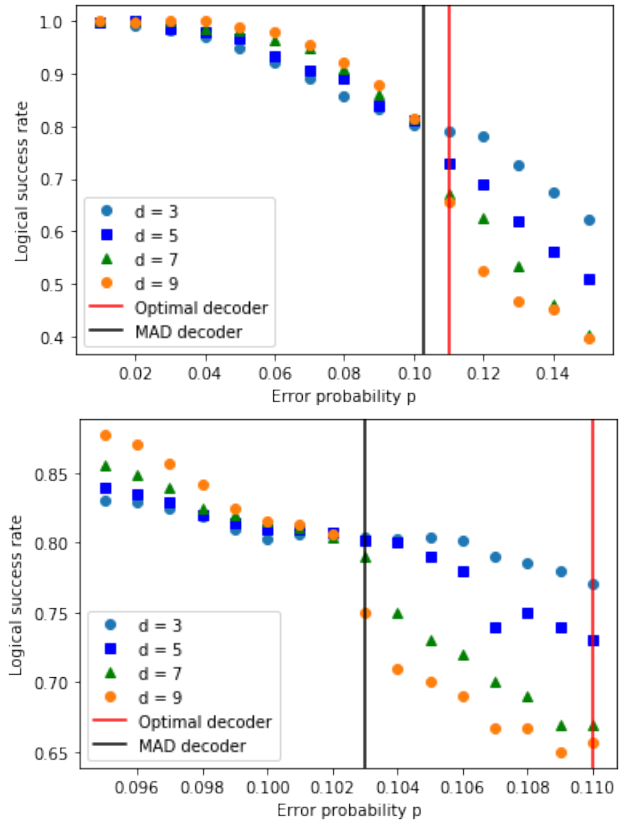 1.0
0.9
0.8
0.7
0.6
0.5
0.4
Logical success rate
d = 3
d = 5
d = 7
d = 9
Optimal decoder
MAD decoder
0.02 0.04 0.06 0.08 0.10 0.12 0.14
Error probability p
0.85
0.80
0.75
0.70
0.65
Logical success rate
d = 3
d = 5
d = 7
d = 9
Optimal decoder
MAD decoder
0.096 0.098 0.100 0.102 0.104 0.106 0.108 0.110
Error probability p